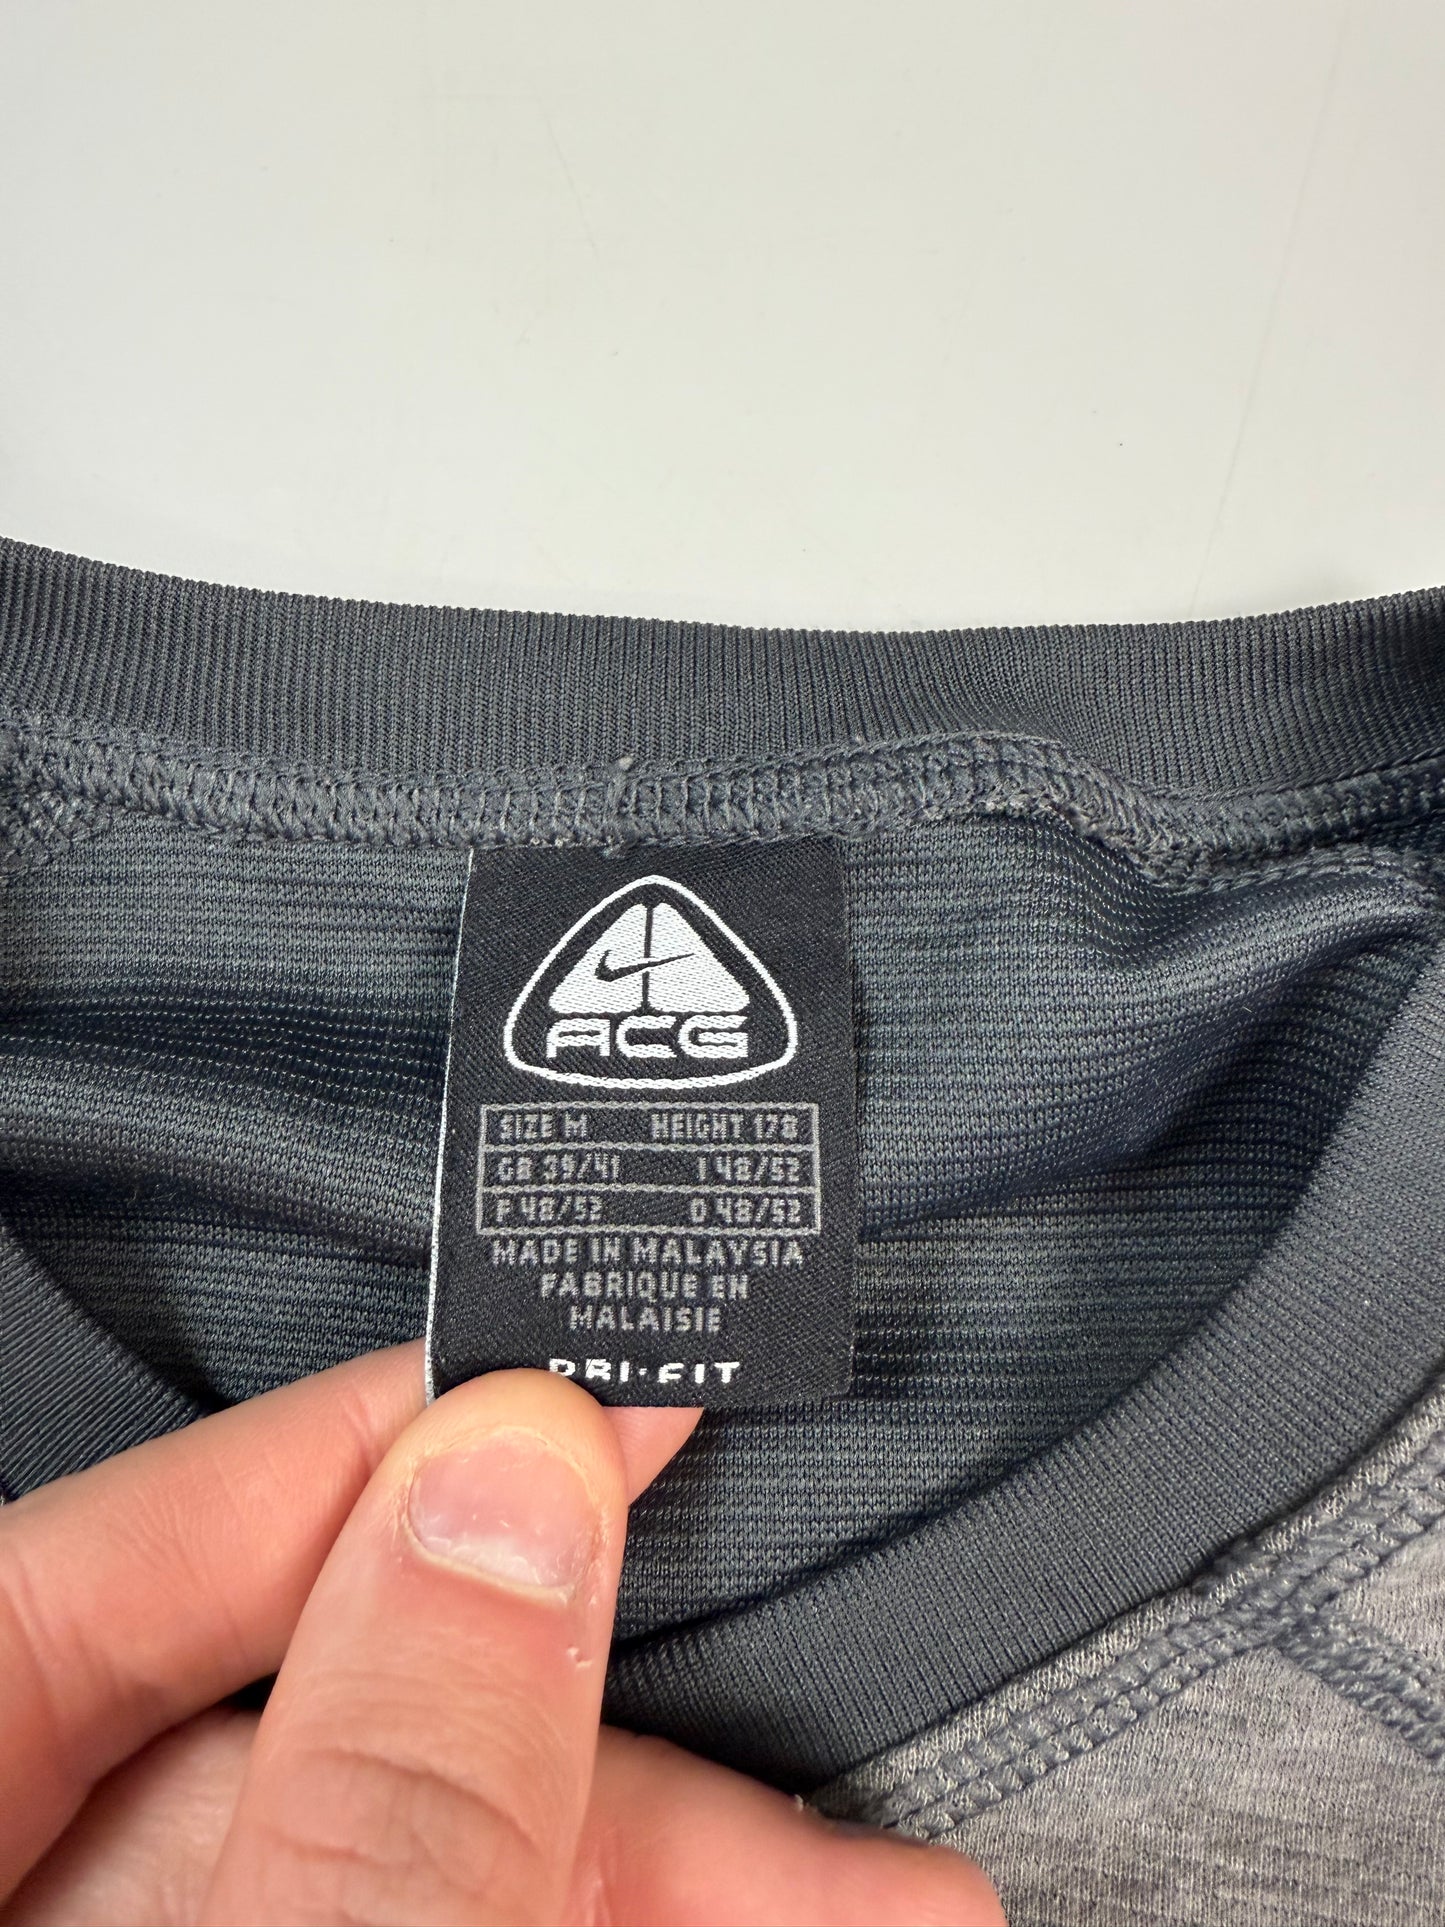 ACG
SIZE M HEIGHT 178
GB 39/41 I 48/52
F 48/52 D 48/52
MADE IN MALAYSIA
FABRIQUE EN
MALAISIE
DRI·FIT